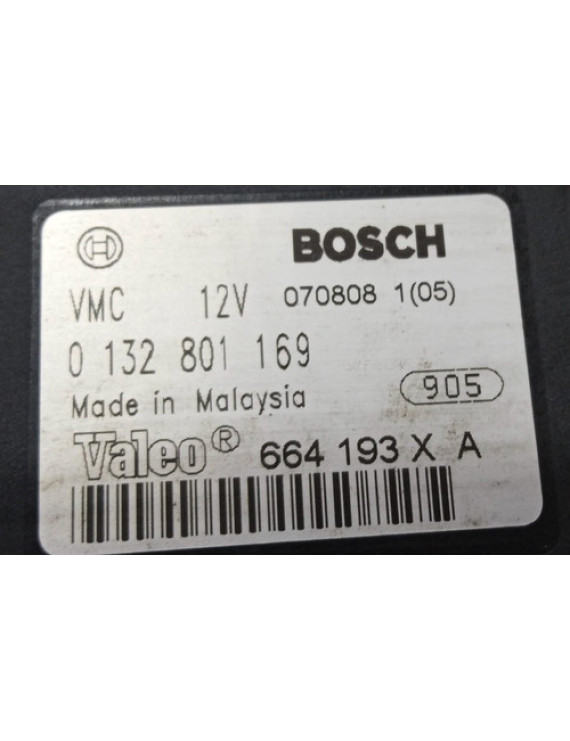 BOSCH
VMC 12V 070808 1(05)
0 132 801 169
Made in Malaysia 905
Valeo® 664 193 X A